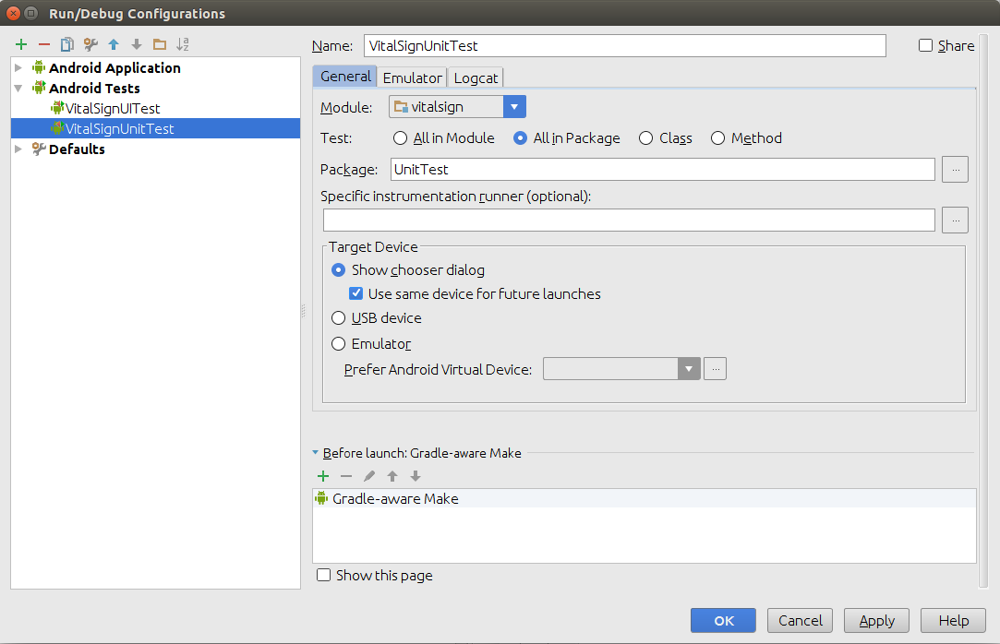 Run/Debug Configurations
Name: VitalSignUnitTest Share
Android Application
Android Tests
VitalSignUITest
VitalSignUnitTest
Defaults
General Emulator Logcat
Module: vitalsign
Test: All in Module All in Package Class Method
Package: UnitTest ...
Specific instrumentation runner (optional):
...
Target Device
Show chooser dialog
Use same device for future launches
USB device
Emulator
Prefer Android Virtual Device: ...
Before launch: Gradle-aware Make
Gradle-aware Make
Show this page
OK Cancel Apply Help